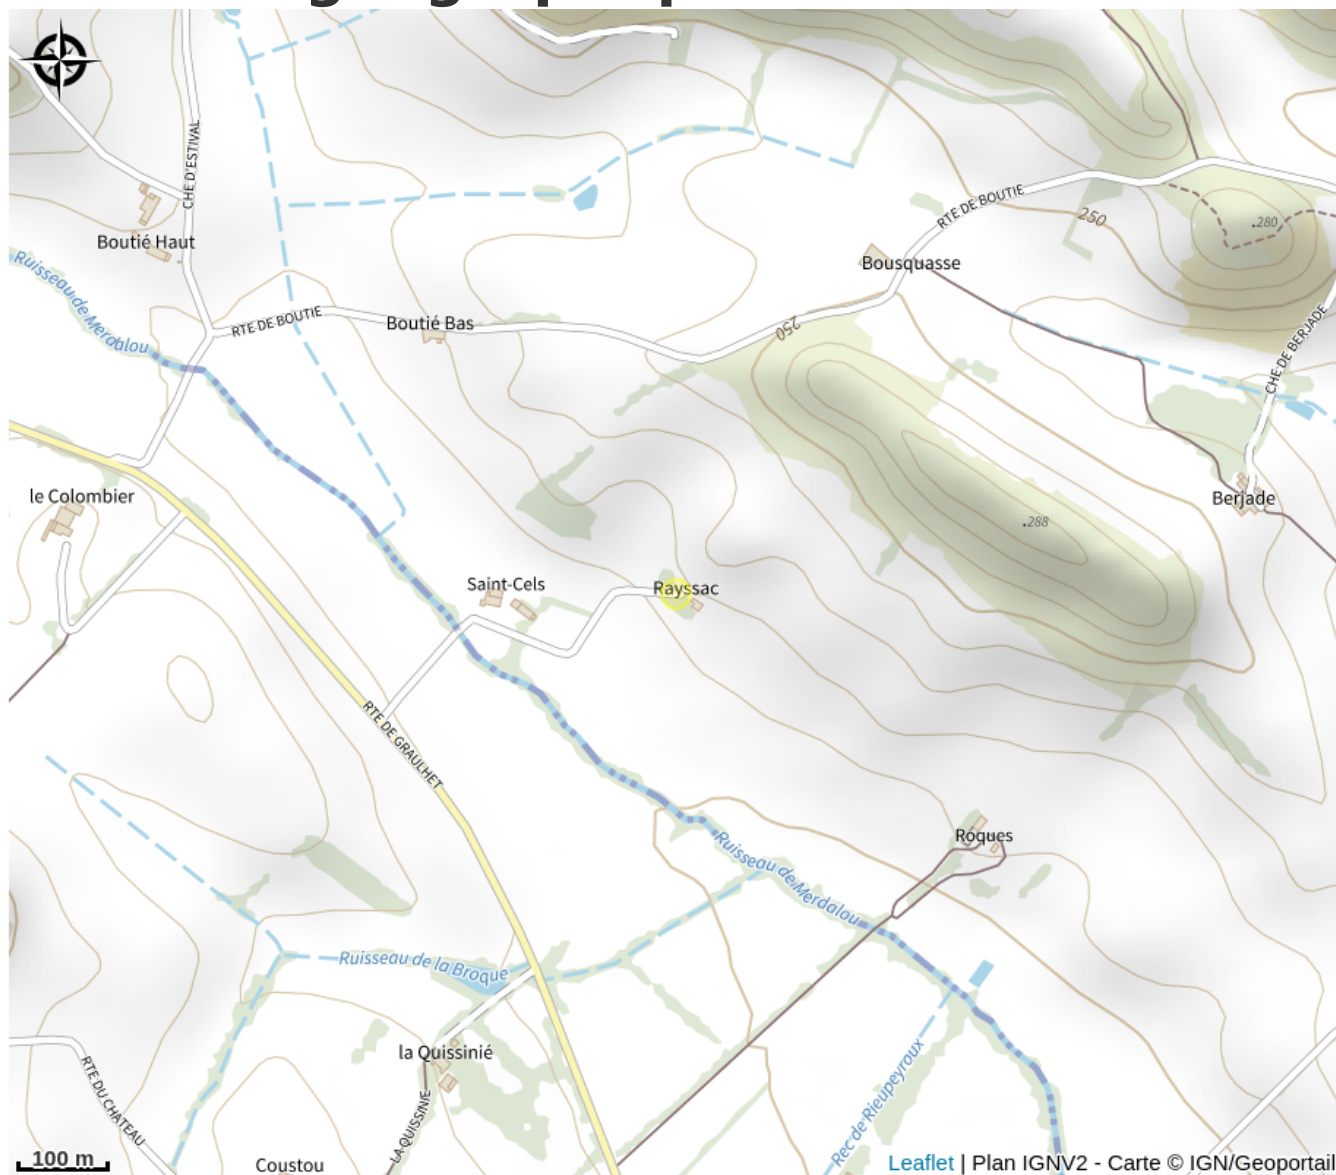 CHE D'ESTIVAL
Boutié Haut
Ruisseau de Merdalou
RTE DE BOUTIE
Boutié Bas
RTE DE BOUTIE
Bousquasse
250
.280
250
CHE DE BERJADE
le Colombier
Berjade
.288
Saint-Cels
Rayssac
RTE DE GRAULHET
Roques
Ruisseau de Merdalou
Ruisseau de la Broque
la Quissinié
RTE DU CHATEAU
LA QUISSINIE
Rec de Rieupeyroux
100 m
Coustou
Leaflet | Plan IGNV2 - Carte © IGN/Geoportail